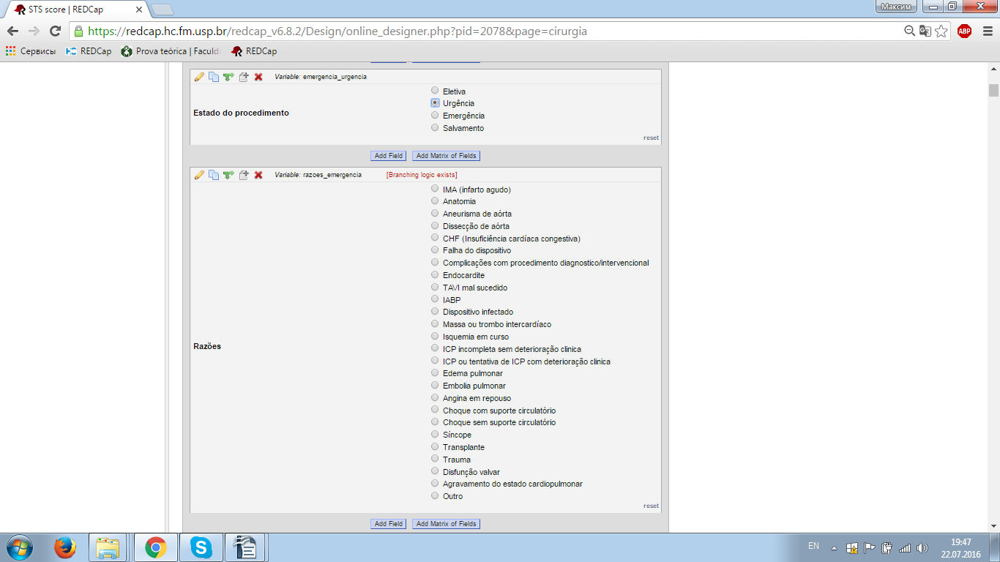 STS score | REDCap
Максим
https://redcap.hc.fm.usp.br/redcap_v6.8.2/Design/online_designer.php?pid=2078&page=cirurgia
ABP
Сервисы
HC REDCap
Prova teórica | Faculd
REDCap
Variable: emergencia_urgencia
Estado do procedimento
Eletiva
Urgência
Emergência
Salvamento
reset
Add Field
Add Matrix of Fields
Variable: razoes_emergencia [Branching logic exists]
Razões
IMA (infarto agudo)
Anatomia
Aneurisma de aórta
Dissecção de aórta
CHF (Insuficiência cardíaca congestiva)
Falha do dispositivo
Complicações com procedimento diagnostico/intervencional
Endocardite
TAVI mal sucedido
IABP
Dispositivo infectado
Massa ou trombo intercardíaco
Isquemia em curso
ICP incompleta sem deterioração clinica
ICP ou tentativa de ICP com deterioração clinica
Edema pulmonar
Embolia pulmonar
Angina em repouso
Choque com suporte circulatório
Choque sem suporte circulatório
Síncope
Transplante
Trauma
Disfunção valvar
Agravamento do estado cardiopulmonar
Outro
reset
Add Field
Add Matrix of Fields
EN
19:47
22.07.2016